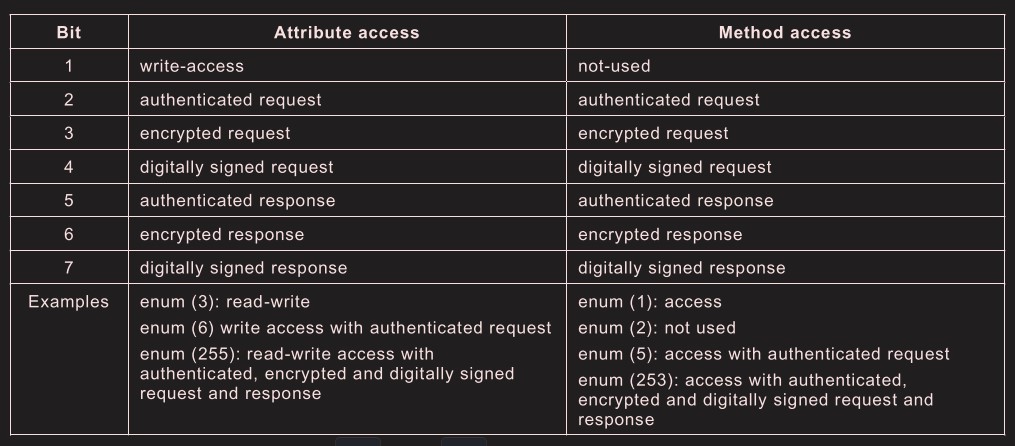 Bit Attribute access Method access
1 write-access not-used
2 authenticated request authenticated request
3 encrypted request encrypted request
4 digitally signed request digitally signed request
5 authenticated response authenticated response
6 encrypted response encrypted response
7 digitally signed response digitally signed response
Examples
enum (3): read-write
enum (6) write access with authenticated request
enum (255): read-write access with
authenticated, encrypted and digitally signed
request and response
enum (1): access
enum (2): not used
enum (5): access with authenticated request
enum (253): access with authenticated,
encrypted and digitally signed request and
response